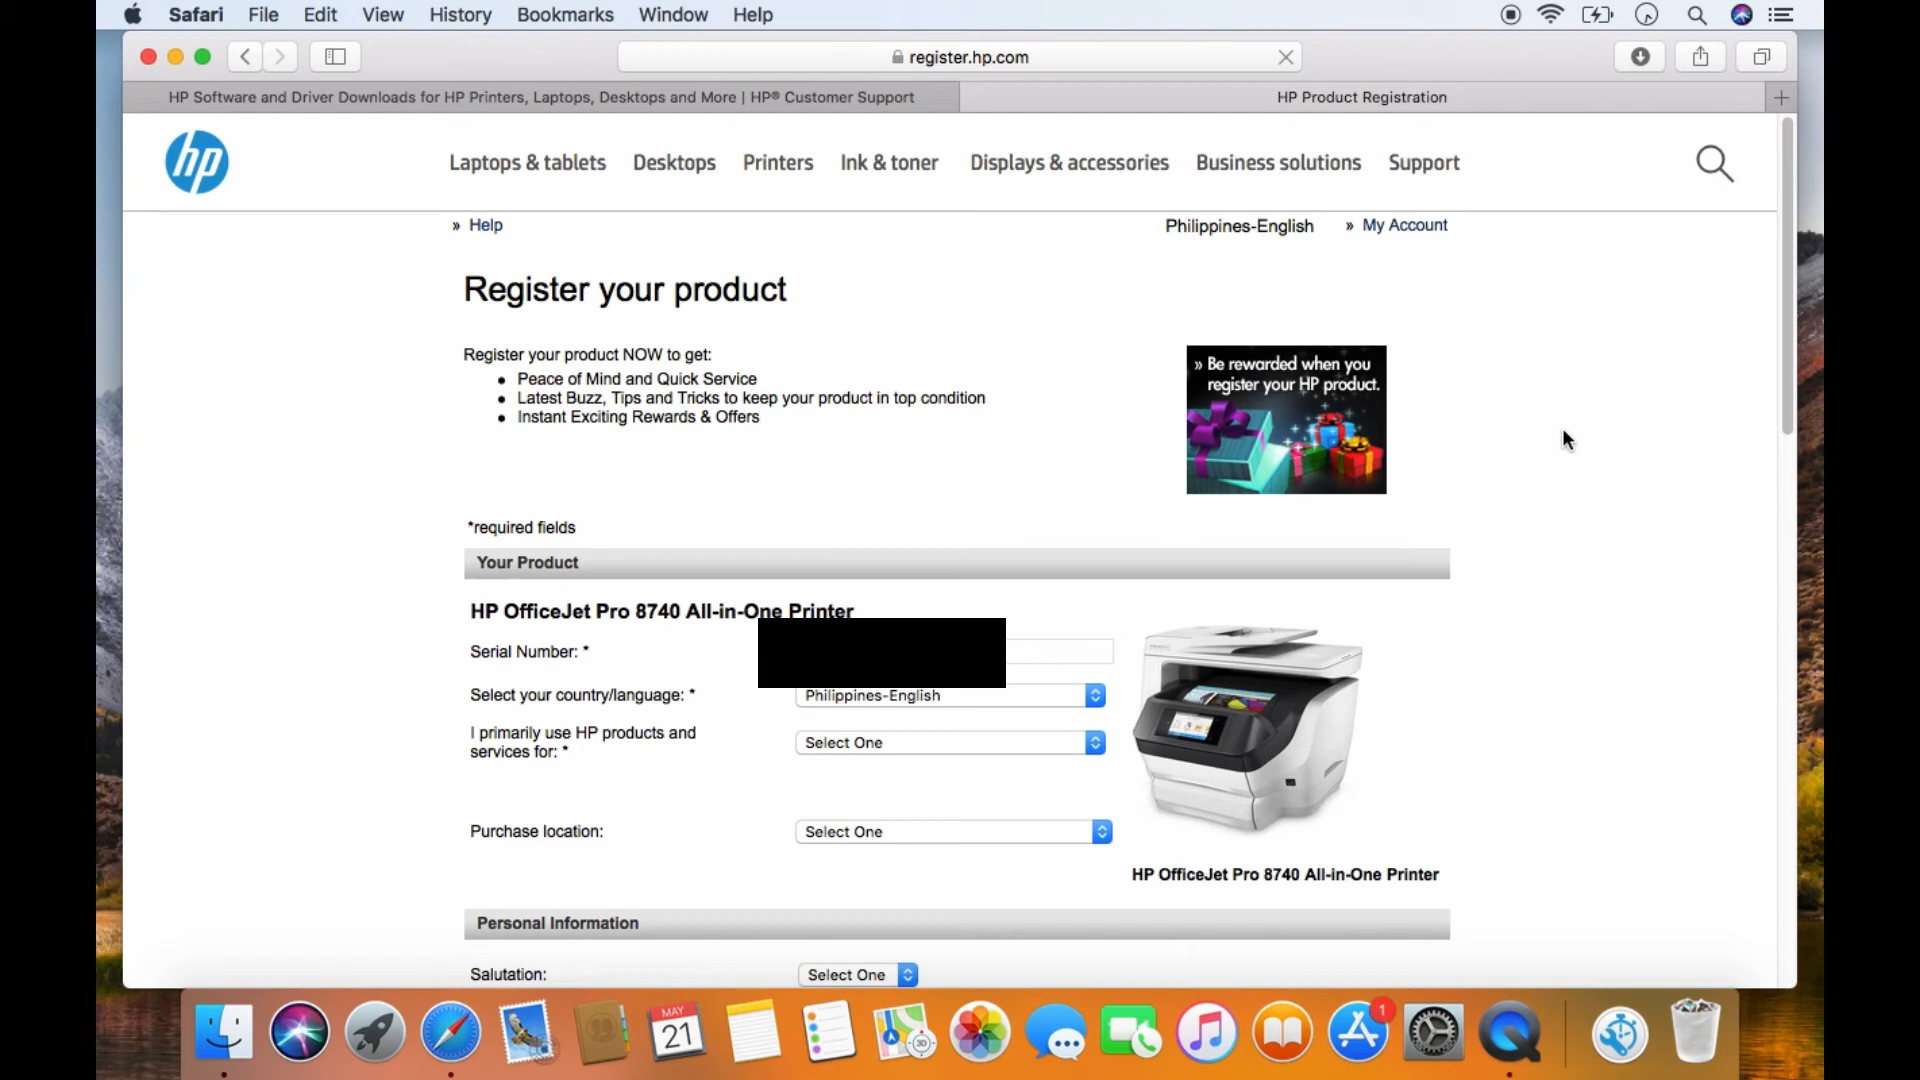 Safari File Edit View History Bookmarks Window Help
register.hp.com
HP Software and Driver Downloads for HP Printers, Laptops, Desktops and More | HP® Customer Support
HP Product Registration
hp
Laptops & tablets Desktops Printers Ink & toner Displays & accessories Business solutions Support
» Help
Philippines-English
» My Account
Register your product
Register your product NOW to get:
• Peace of Mind and Quick Service
• Latest Buzz, Tips and Tricks to keep your product in top condition
• Instant Exciting Rewards & Offers
» Be rewarded when you
register your HP product.
*required fields
Your Product
HP OfficeJet Pro 8740 All-in-One Printer
Serial Number: *
Select your country/language: *
Philippines-English
I primarily use HP products and
services for: *
Select One
Purchase location:
Select One
HP OfficeJet Pro 8740 All-in-One Printer
Personal Information
Salutation:
Select One
MAY
21
3D
1